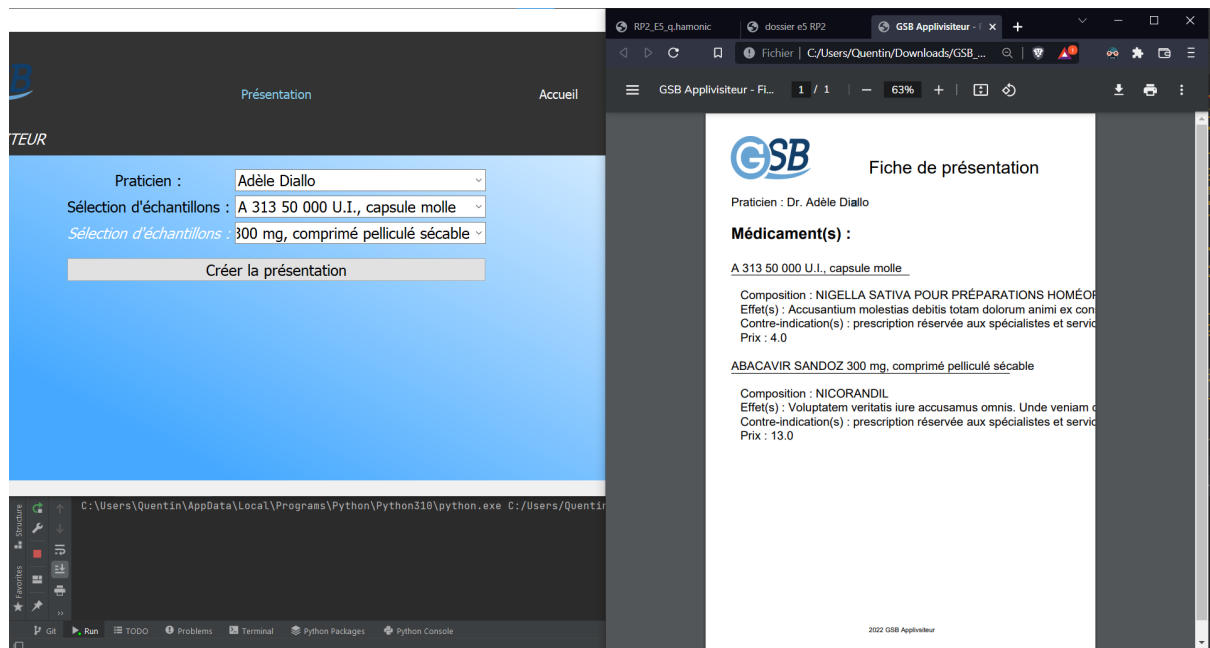 B
Présentation
Accueil
TEUR
Praticien :
Adèle Diallo
Sélection d'échantillons :
A 313 50 000 U.I., capsule molle
Sélection d'échantillons :
300 mg, comprimé pelliculé sécable
Créer la présentation
C:\Users\Quentin\AppData\Local\Programs\Python\Python310\python.exe C:/Users/Quentin
Structure
Favorites
Git
Run
TODO
Problems
Terminal
Python Packages
Python Console
RP2_E5_q.hamonic
dossier e5 RP2
GSB Applivisiteur -
Fichier
C:/Users/Quentin/Downloads/GSB_...
GSB Applivisiteur - Fi...
1 / 1
63%
GSB
Fiche de présentation
Praticien : Dr. Adèle Diallo
Médicament(s) :
A 313 50 000 U.I., capsule molle
Composition : NIGELLA SATIVA POUR PRÉPARATIONS HOMÉOP
Effet(s) : Accusantium molestias debitis totam dolorum animi ex con
Contre-indication(s) : prescription réservée aux spécialistes et servic
Prix : 4.0
ABACAVIR SANDOZ 300 mg, comprimé pelliculé sécable
Composition : NICORANDIL
Effet(s) : Voluptatem veritatis iure accusamus omnis. Unde veniam
Contre-indication(s) : prescription réservée aux spécialistes et servic
Prix : 13.0
2022 GSB Applivisiteur